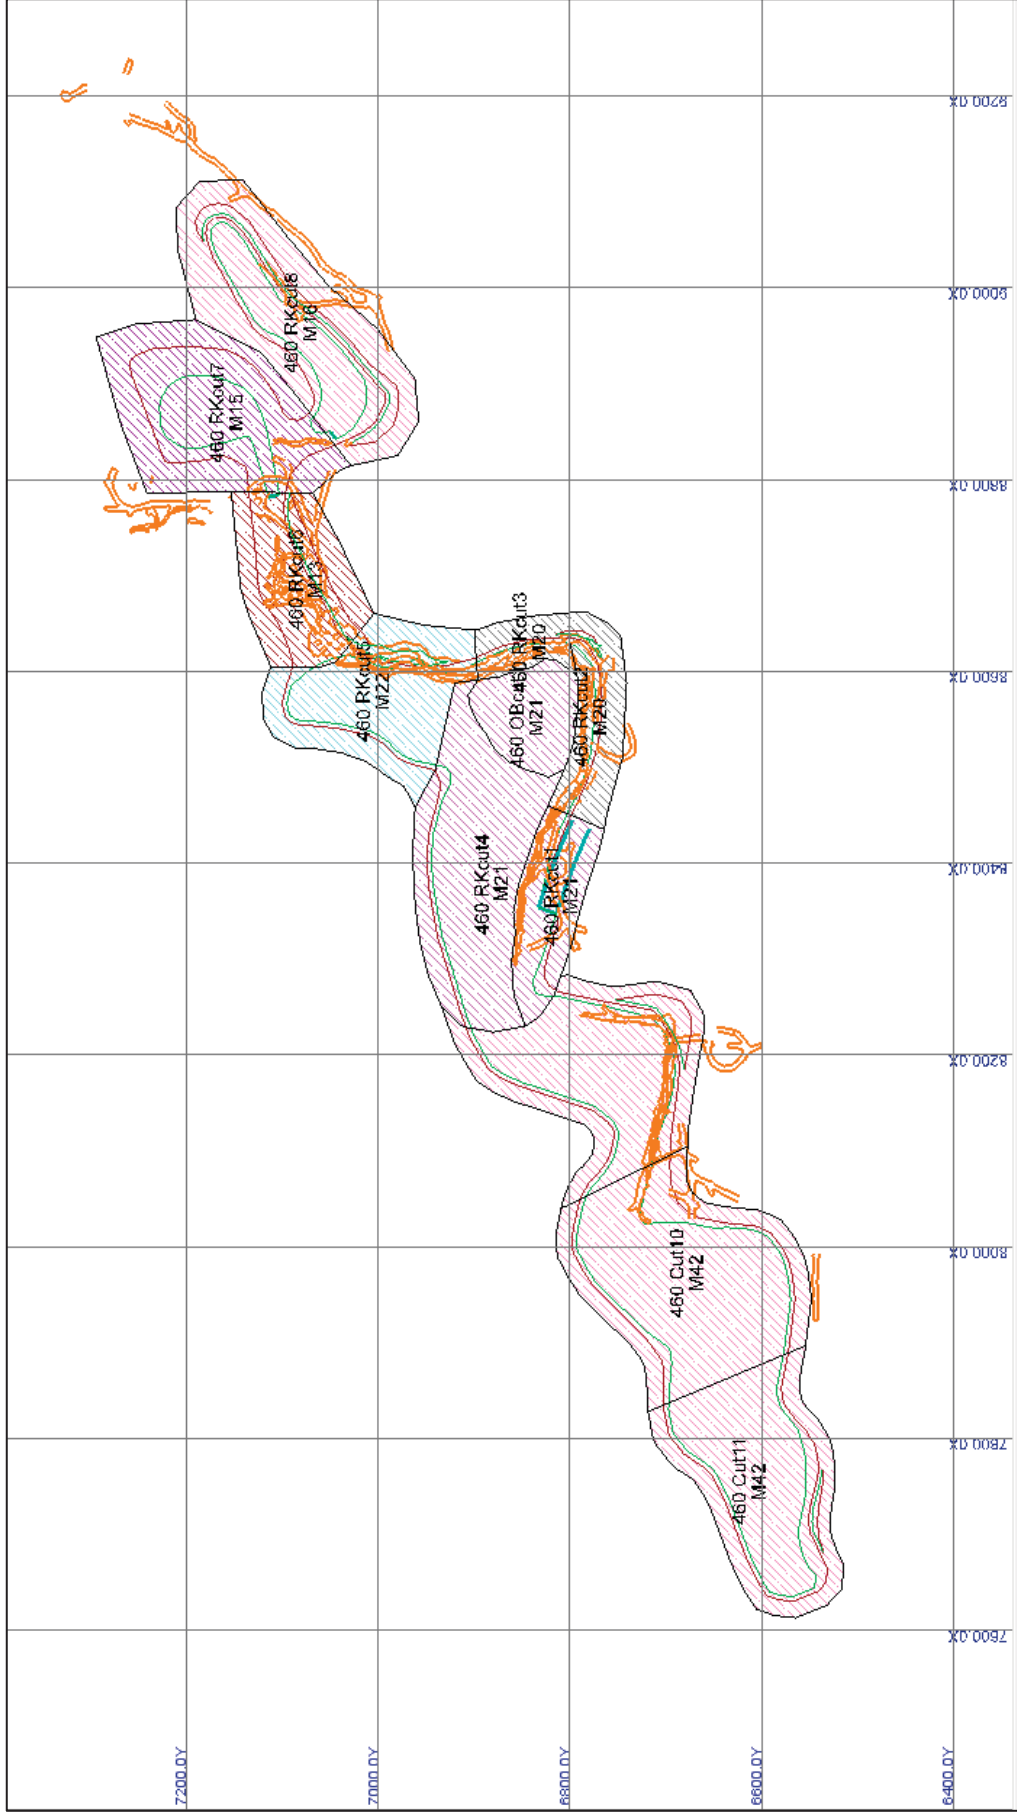 9200.0X
9000.0X
8800.0X
8600.0X
8400.0X
8200.0X
8000.0X
7800.0X
7600.0X
7200.0Y
7000.0Y
6800.0Y
6600.0Y
6400.0Y
460 RKcut8
M16
460 RKcut7
M15
460 RKcut6
M13
460 RKcut5
M22
460 RKcut3
M20
460 OBcut
M21
460 RKcut2
M20
460 RKcut4
M21
460 RKcut1
M21
460 Cut10
M42
460 Cut11
M42